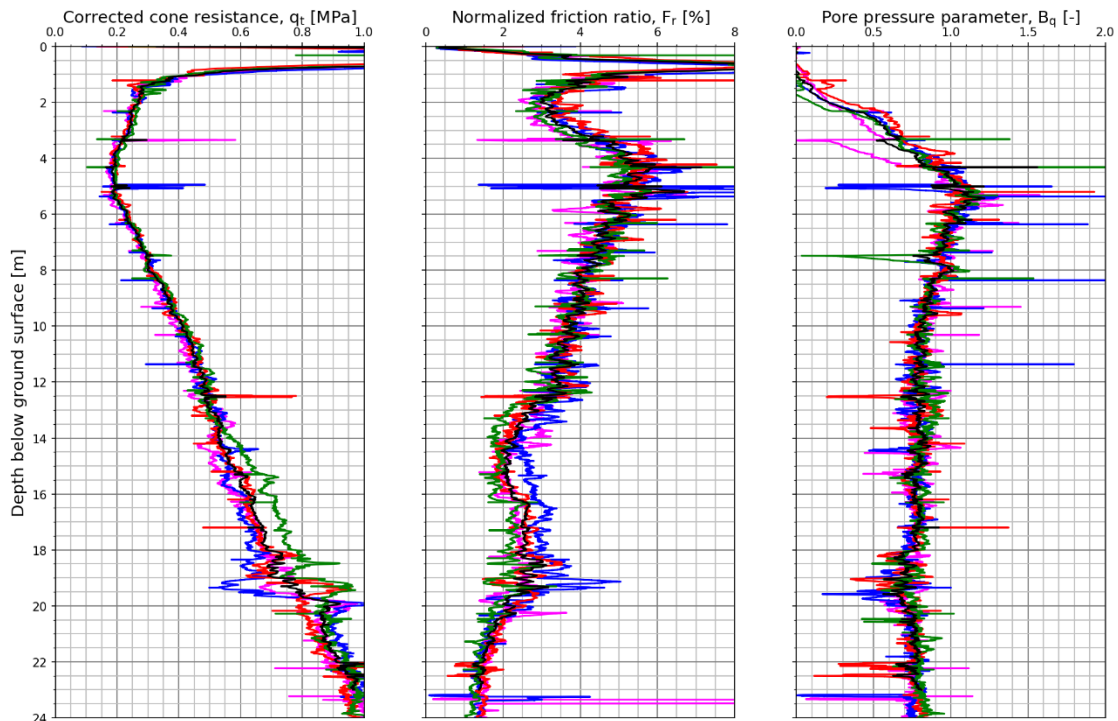 Corrected cone resistance, qt [MPa]
Normalized friction ratio, Fr [%]
Pore pressure parameter, Bq [-]
0.0 0.2 0.4 0.6 0.8 1.0
2 4 6 8
0.0 0.5 1.0 1.5 2.0
0
2
4
6
8
10
12
14
16
18
20
22
24
Depth below ground surface [m]